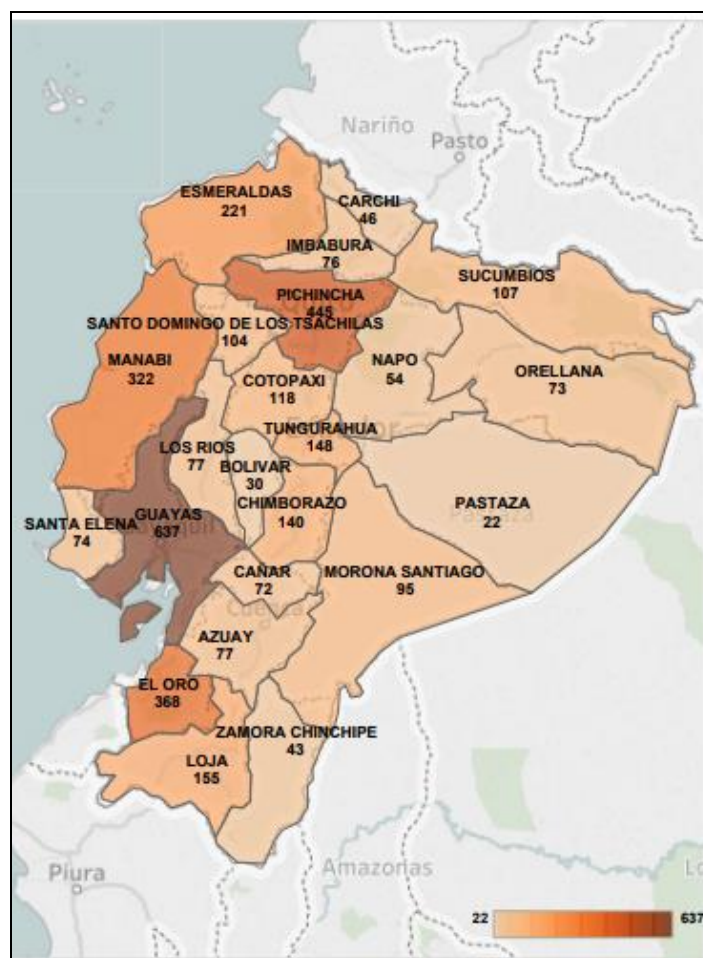 Nariño
Pasto
ESMERALDAS
221
CARCHI
46
IMBABURA
76
SUCUMBIOS
107
PICHINCHA
445
SANTO DOMINGO DE LOS TSACHILAS
104
MANABI
322
NAPO
54
ORELLANA
73
COTOPAXI
118
TUNGURAHUA
148
LOS RIOS
77
BOLIVAR
30
CHIMBORAZO
140
PASTAZA
22
Pastaza
SANTA ELENA
74
GUAYAS
637
CAÑAR
72
MORONA SANTIAGO
95
Cuenca
AZUAY
77
EL ORO
368
ZAMORA CHINCHIPE
43
LOJA
155
Piura
Amazonas
Lo
22
637